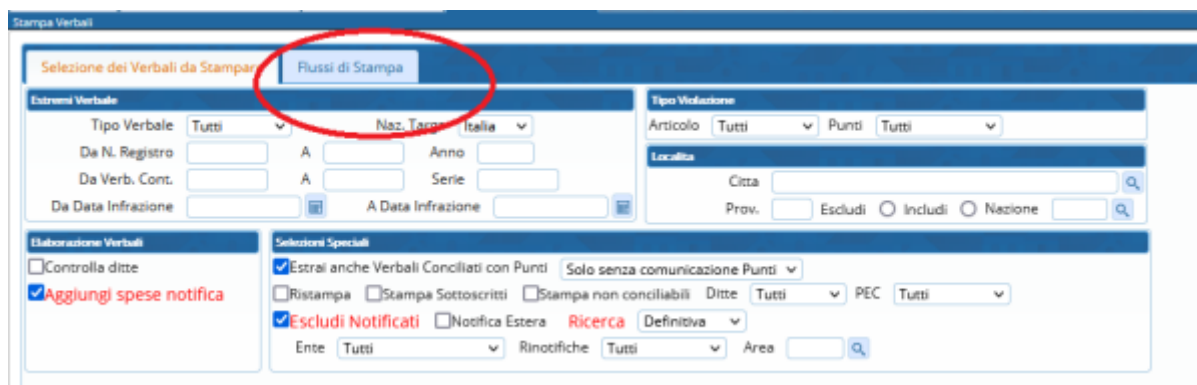 Stampa Verbali
Selezione dei Verbali da Stampare Flussi di Stampa
Estremi Verbale
Tipo Verbale Tutti Naz. Targa Italia
Da N. Registro A Anno
Da Verb. Cont. A Serie
Da Data Infrazione A Data Infrazione
Tipo Violazione
Articolo Tutti Punti Tutti
Localita
Citta
Prov. Escludi Includi Nazione
Elaborazione Verbali
Controlla ditte
Aggiungi spese notifica
Selezioni Speciali
Estrai anche Verbali Conciliati con Punti Solo senza comunicazione Punti
Ristampa Stampa Sottoscritti Stampa non conciliabili Ditte Tutti PEC Tutti
Escludi Notificati Notifica Estera Ricerca Definitiva
Ente Tutti Rinotifiche Tutti Area